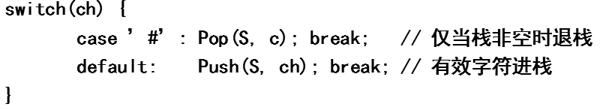 switch(ch) {
case ’#’: Pop(S, c); break; // 仅当栈非空时退栈
default: Push(S, ch); break; // 有效字符进栈
}